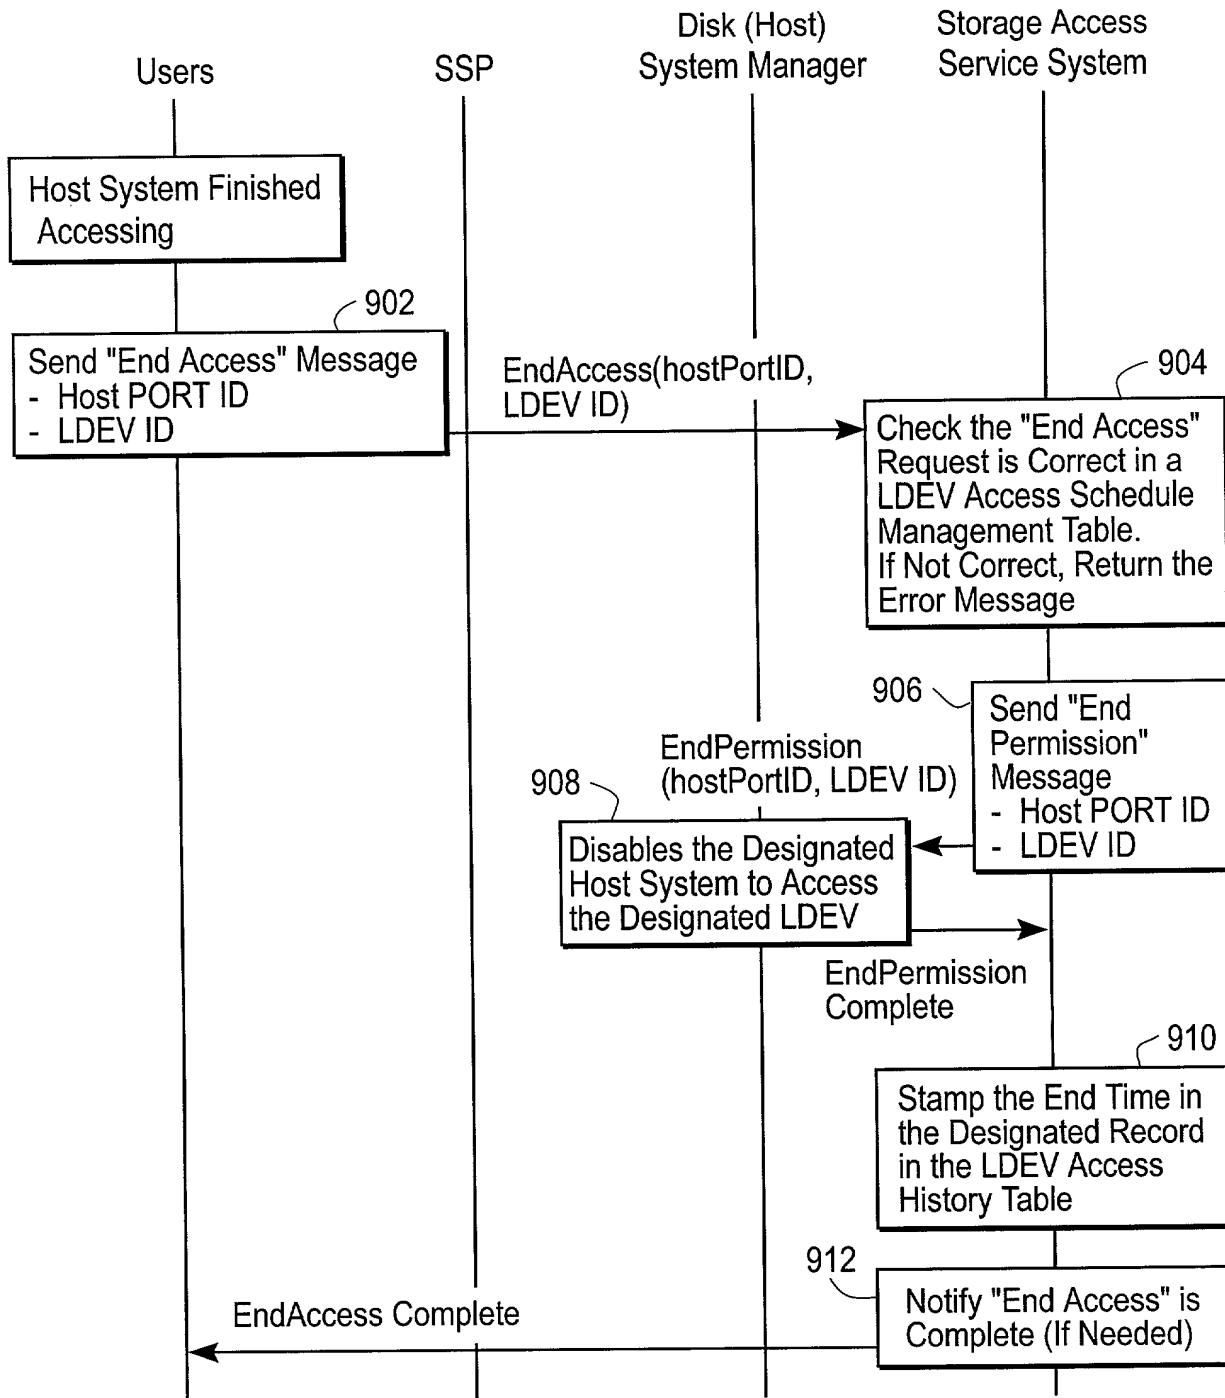 Users
SSP
Disk (Host)
System Manager
Storage Access
Service System
Host System Finished
Accessing
902
Send "End Access" Message
- Host PORT ID
- LDEV ID
EndAccess(hostPortID,
LDEV ID)
904
Check the "End Access"
Request is Correct in a
LDEV Access Schedule
Management Table.
If Not Correct, Return the
Error Message
906
Send "End
Permission"
Message
- Host PORT ID
- LDEV ID
EndPermission
(hostPortID, LDEV ID)
908
Disables the Designated
Host System to Access
the Designated LDEV
EndPermission
Complete
910
Stamp the End Time in
the Designated Record
in the LDEV Access
History Table
912
Notify "End Access" is
Complete (If Needed)
EndAccess Complete